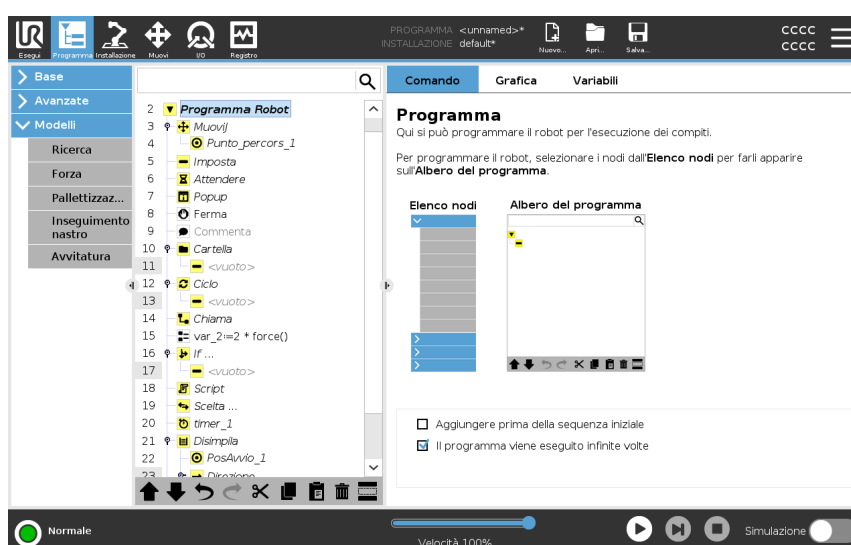 UR
PROGRAMMA <unnamed>*
INSTALLAZIONE default*
Esegui
Programma
Installazione
Muovi
I/O
Registro
Nuovo...
Apri...
Salva...
CCCC
CCCC
Base
Avanzate
Modelli
Ricerca
Forza
Pallettizzaz...
Inseguimento
nastro
Avvitatura
2 Programma Robot
3 MuoviJ
4 Punto_percors_1
5 Imposta
6 Attendere
7 Popup
8 Ferma
9 Commenta
10 Cartella
11 <vuoto>
12 Ciclo
13 <vuoto>
14 Chiama
15 var_2:=2 * force()
16 If ...
17 <vuoto>
18 Script
19 Scelta ...
20 timer_1
21 Disimpila
22 PosAvvio_1
23 Direzione
Comando
Grafica
Variabili
Programma
Qui si può programmare il robot per l'esecuzione dei compiti.
Per programmare il robot, selezionare i nodi dall'Elenco nodi per farli apparire
sull'Albero del programma.
Elenco nodi
Albero del programma
Aggiungere prima della sequenza iniziale
Il programma viene eseguito infinite volte
Normale
Velocità 100%
Simulazione